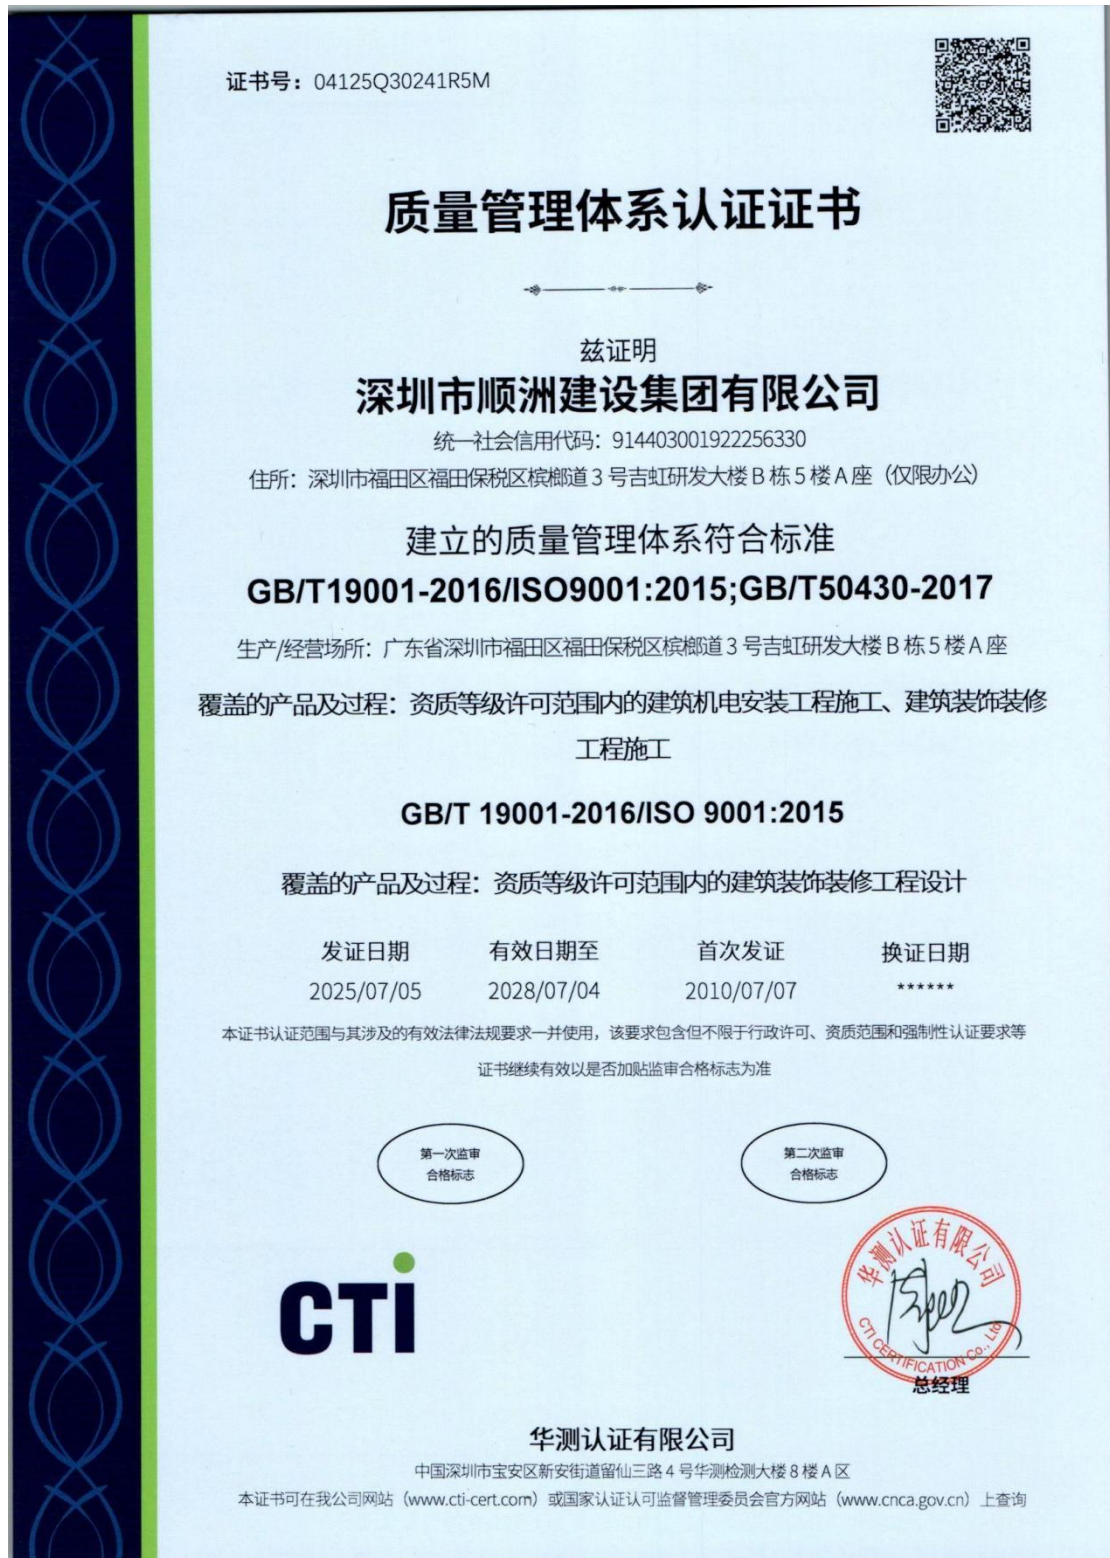 证书号：04125Q30241R5M
质量管理体系认证证书
兹证明
深圳市顺洲建设集团有限公司
统一社会信用代码：914403001922256330
住所：深圳市福田区福田保税区槟榔道 3 号吉虹研发大楼 B 栋 5 楼 A 座（仅限办公）
建立的质量管理体系符合标准
GB/T19001-2016/ISO9001:2015;GB/T50430-2017
生产/经营场所：广东省深圳市福田区福田保税区槟榔道 3 号吉虹研发大楼 B 栋 5 楼 A 座
覆盖的产品及过程：资质等级许可范围内的建筑机电安装工程施工、建筑装饰装修
工程施工
GB/T 19001-2016/ISO 9001:2015
覆盖的产品及过程：资质等级许可范围内的建筑装饰装修工程设计
发证日期 有效日期至 首次发证 换证日期
2025/07/05 2028/07/04 2010/07/07 ******
本证书认证范围与其涉及的有效法律法规要求一并使用，该要求包含但不限于行政许可、资质范围和强制性认证要求等
证书继续有效以是否加贴监审合格标志为准
第一次监审 第二次监审
合格标志 合格标志
华测认证有限公司
CTI CERTIFICATION Co., Ltd
CTI
总经理
华测认证有限公司
中国深圳市宝安区新安街道留仙三路 4 号华测检测大楼 8 楼 A 区
本证书可在我公司网站（www.cti-cert.com）或国家认证认可监督管理委员会官方网站（www.cnca.gov.cn）上查询